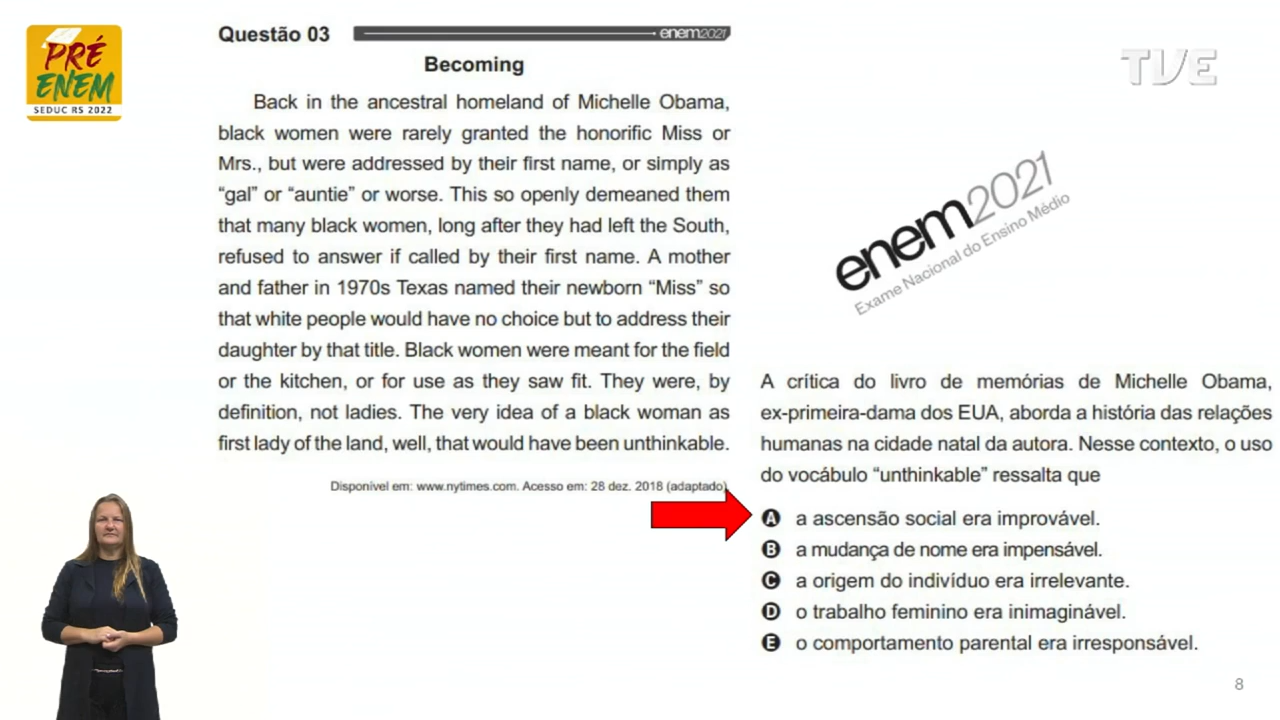 PRÉ
ENEM
SEDUC RS 2022
TVE
Questão 03
enem2021
Becoming
Back in the ancestral homeland of Michelle Obama,
black women were rarely granted the honorific Miss or
Mrs., but were addressed by their first name, or simply as
“gal” or “auntie” or worse. This so openly demeaned them
that many black women, long after they had left the South,
refused to answer if called by their first name. A mother
and father in 1970s Texas named their newborn “Miss” so
that white people would have no choice but to address their
daughter by that title. Black women were meant for the field
or the kitchen, or for use as they saw fit. They were, by
definition, not ladies. The very idea of a black woman as
first lady of the land, well, that would have been unthinkable.
Disponível em: www.nytimes.com. Acesso em: 28 dez. 2018 (adaptado).
enem2021
Exame Nacional do Ensino Médio
A crítica do livro de memórias de Michelle Obama,
ex-primeira-dama dos EUA, aborda a história das relações
humanas na cidade natal da autora. Nesse contexto, o uso
do vocábulo “unthinkable” ressalta que
A a ascensão social era improvável.
B a mudança de nome era impensável.
C a origem do indivíduo era irrelevante.
D o trabalho feminino era inimaginável.
E o comportamento parental era irresponsável.
8